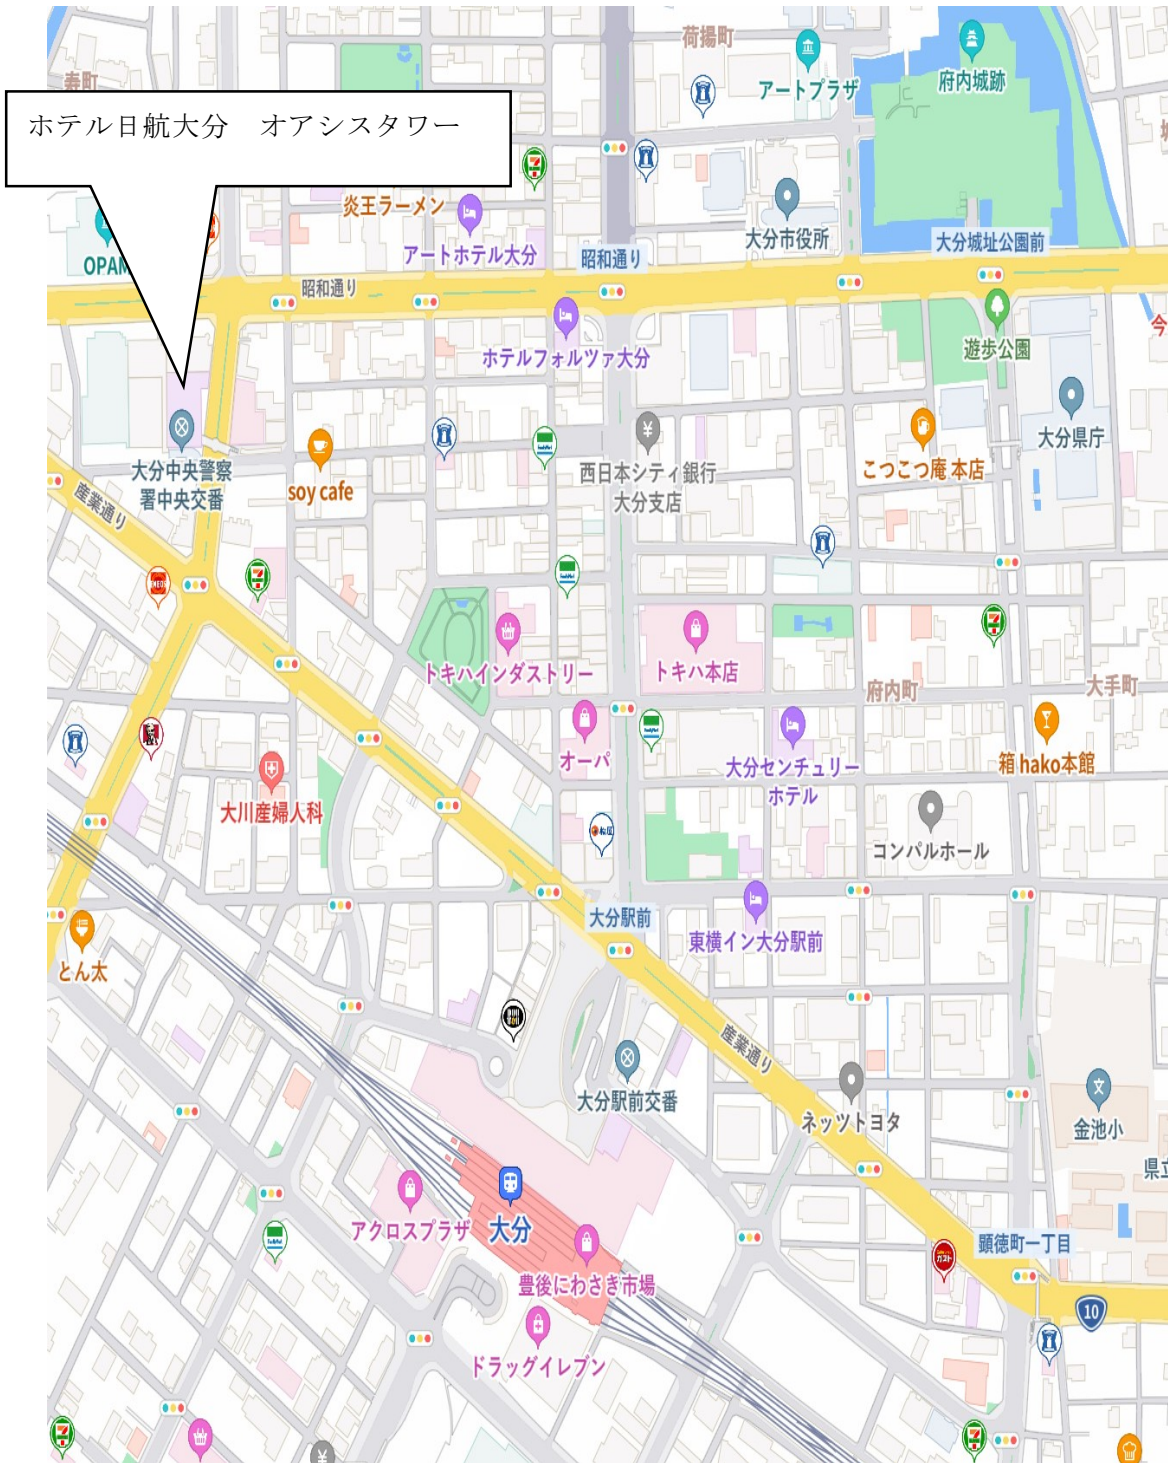 荷揚町
アートプラザ
府内城跡
寿町
ホテル日航大分　オアシスタワー
炎王ラーメン
アートホテル大分
大分市役所
昭和通り
大分城址公園前
OPAM
昭和通り
今
遊歩公園
ホテルフォルツァ大分
大分県庁
大分中央警察
署中央交番
soy cafe
西日本シティ銀行
大分支店
こつこつ庵 本店
産業通り
トキハインダストリー
トキハ本店
府内町
大手町
オーパ
大分センチュリー
ホテル
箱 hako本館
大川産婦人科
コンパルホール
大分駅前
東横イン大分駅前
とん太
産業通り
大分駅前交番
ネッツトヨタ
金池小
県立
アクロスプラザ
大分
豊後にわさき市場
顕徳町一丁目
10
ドラッグイレブン